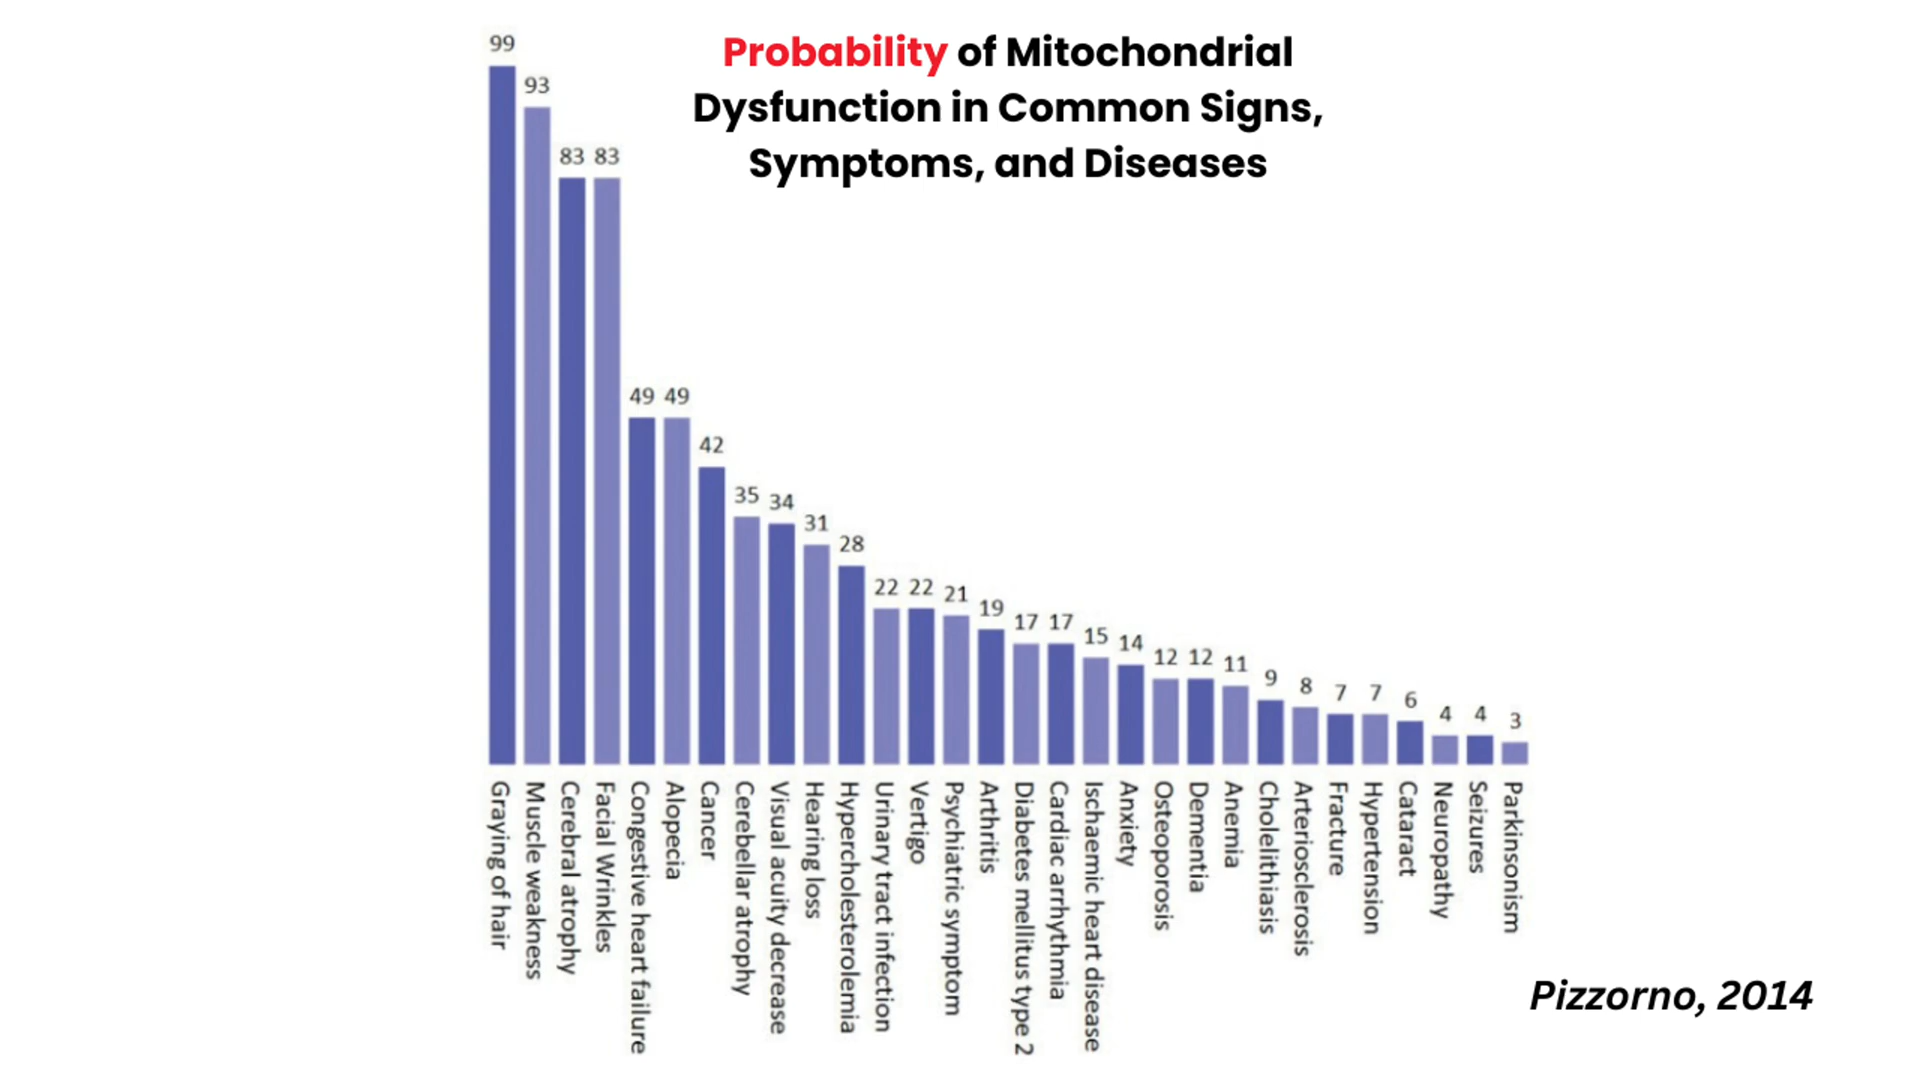 Probability of Mitochondrial
Dysfunction in Common Signs,
Symptoms, and Diseases
99
93
83
83
49
49
42
35
34
31
28
22
22
21
19
17
17
15
14
12
12
11
9
8
7
7
6
4
4
3
Graying of hair
Muscle weakness
Cerebral atrophy
Facial Wrinkles
Congestive heart failure
Alopecia
Cancer
Cerebellar atrophy
Visual acuity decrease
Hearing loss
Hypercholesterolemia
Urinary tract infection
Vertigo
Psychiatric symptom
Arthritis
Diabetes mellitus type 2
Cardiac arrhythmia
Ischaemic heart disease
Anxiety
Osteoporosis
Dementia
Anemia
Cholelithiasis
Arteriosclerosis
Fracture
Hypertension
Cataract
Neuropathy
Seizures
Parkinsonism
Pizzorno, 2014